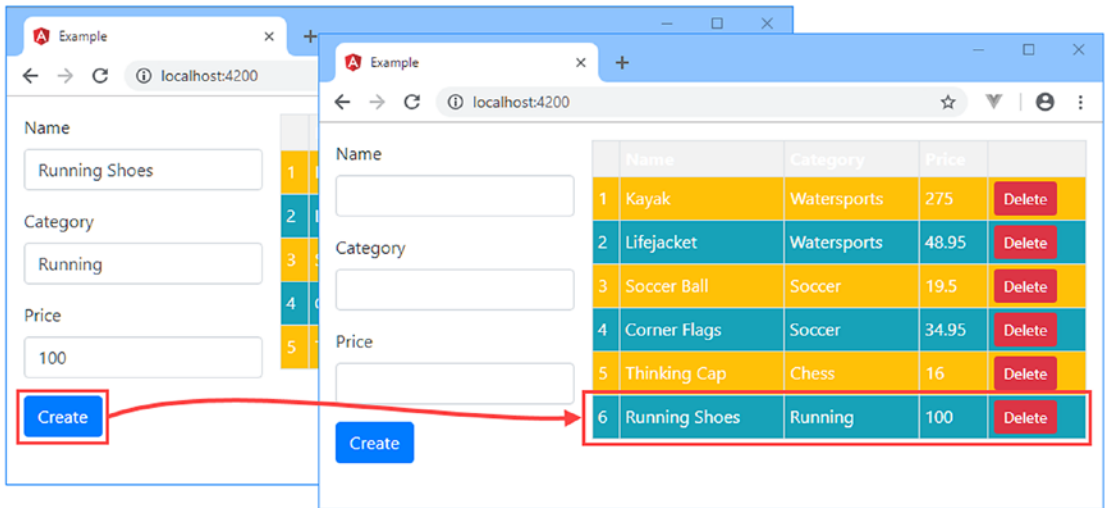 Example
localhost:4200
Name
Running Shoes
Category
Running
Price
100
Create
1
2
3
4
5
Example
localhost:4200
Name
Category
Price
Create
Name Category Price
1 Kayak Watersports 275 Delete
2 Lifejacket Watersports 48.95 Delete
3 Soccer Ball Soccer 19.5 Delete
4 Corner Flags Soccer 34.95 Delete
5 Thinking Cap Chess 16 Delete
6 Running Shoes Running 100 Delete